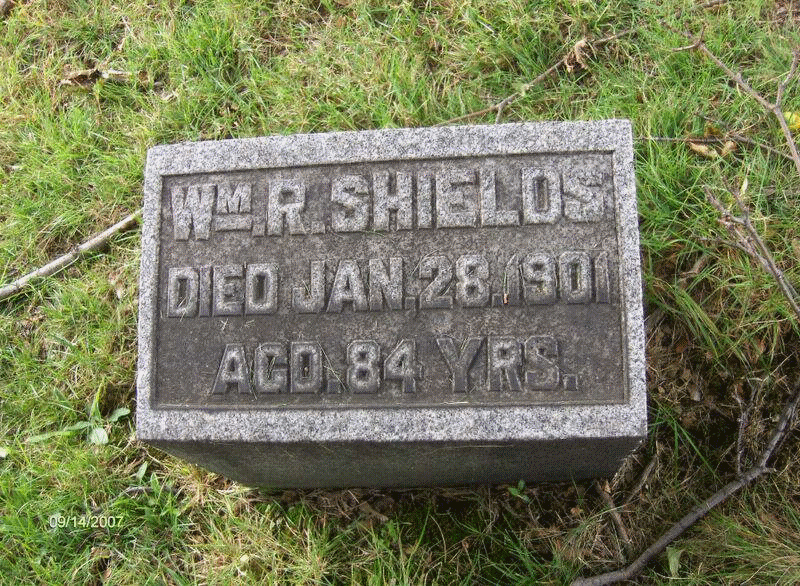 WM. R. SHIELDS
DIED JAN. 28. 1901
AGD. 84 YRS.
09/14/2007